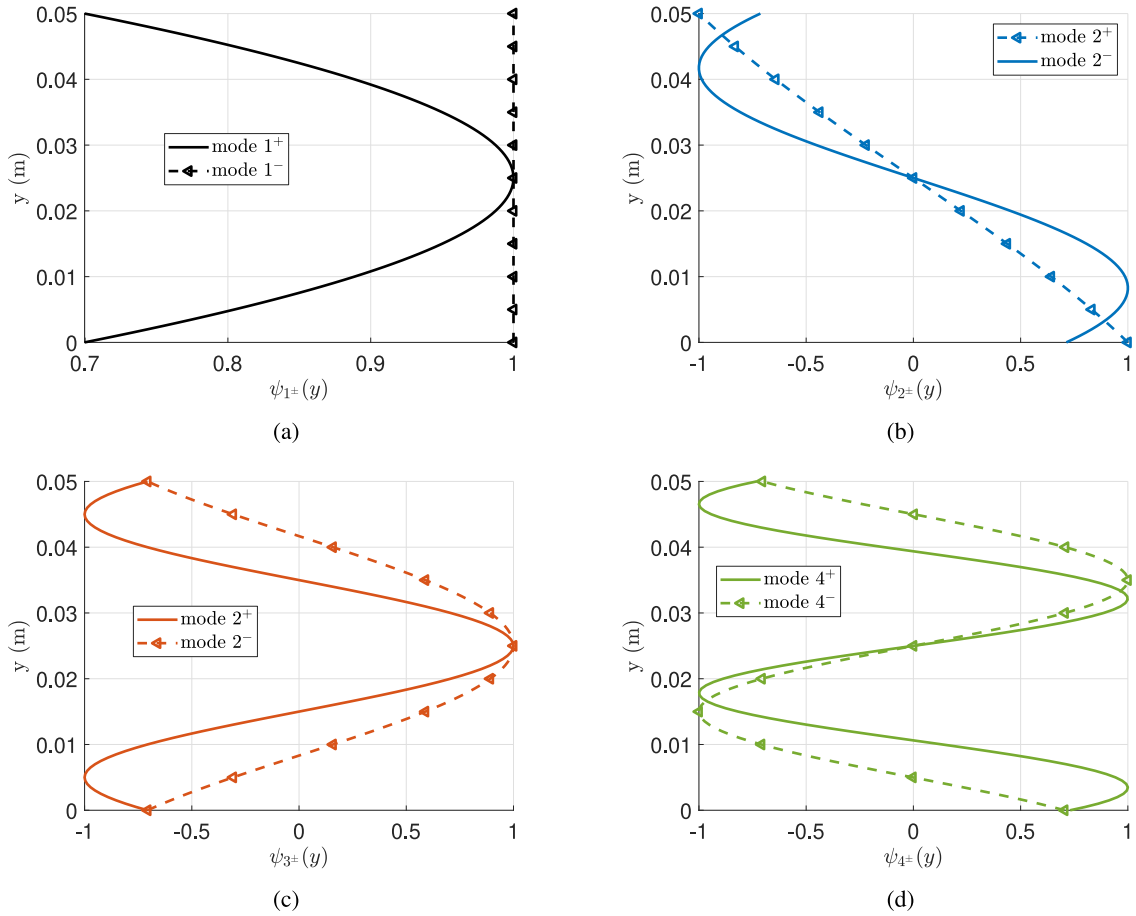 0.05
0.04
0.03
0.02
0.01
0
y (m)
mode 1⁺
mode 1⁻
0.7
0.8
0.9
1
ψ₁±(y)
(a)
0.05
0.04
0.03
0.02
0.01
0
y (m)
mode 2⁺
mode 2⁻
-1
-0.5
0
0.5
1
ψ₂±(y)
(b)
0.05
0.04
0.03
0.02
0.01
0
y (m)
mode 2⁺
mode 2⁻
-1
-0.5
0
0.5
1
ψ₃±(y)
(c)
0.05
0.04
0.03
0.02
0.01
0
y (m)
mode 4⁺
mode 4⁻
-1
-0.5
0
0.5
1
ψ₄±(y)
(d)